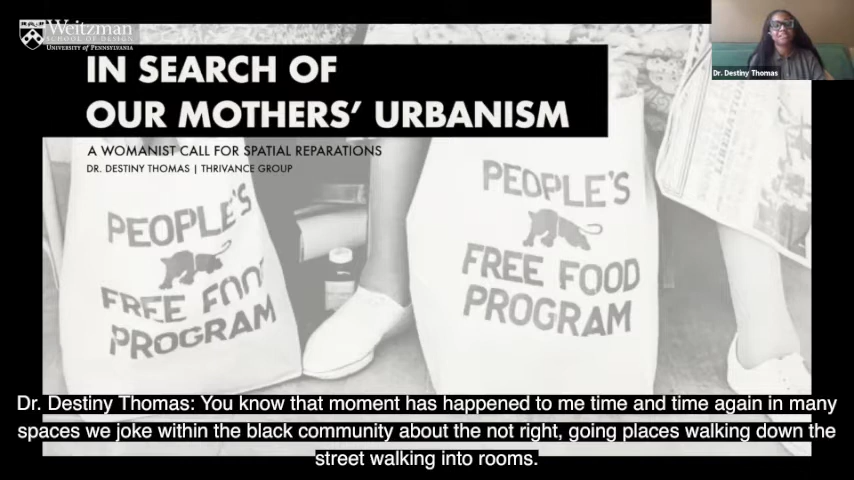 Weitzman
SCHOOL OF DESIGN
UNIVERSITY of PENNSYLVANIA
Dr. Destiny Thomas
IN SEARCH OF
OUR MOTHERS’ URBANISM
A WOMANIST CALL FOR SPATIAL REPARATIONS
DR. DESTINY THOMAS | THRIVANCE GROUP
PEOPLE'S
FREE FOOD
PROGRAM
PEOPLE'S
FREE FOOD
PROGRAM
Dr. Destiny Thomas: You know that moment has happened to me time and time again in many
spaces we joke within the black community about the not right, going places walking down the
street walking into rooms.